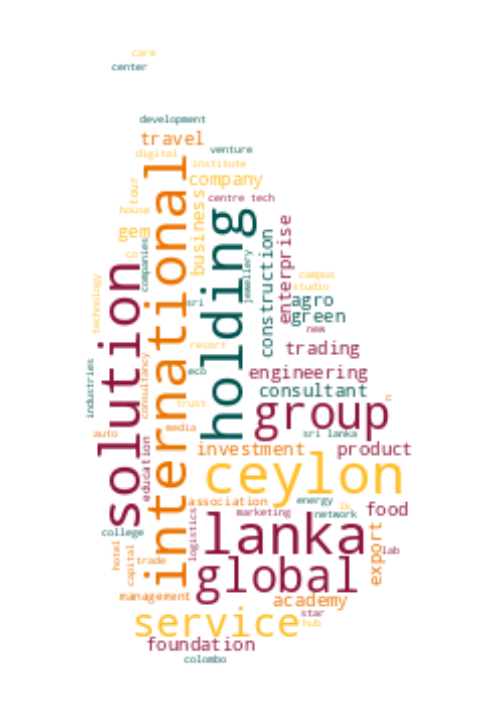 care
center
development
travel
digital
venture
institute
company
tour
house
gem
co
companies
business
centre tech
holding
international
solution
technology
sri
jewellery
construction
enterprise
campus
studio
agro
green
new
trading
resort
eco
engineering
consultant
industries
consultancy
trust
c
group
auto
media
sri lanka
investment
product
education
ceylon
association
energy
lk
network
marketing
food
college
logistics
lanka
lab
export
hotel
capital
trade
global
management
academy
star
service
hub
foundation
colombo